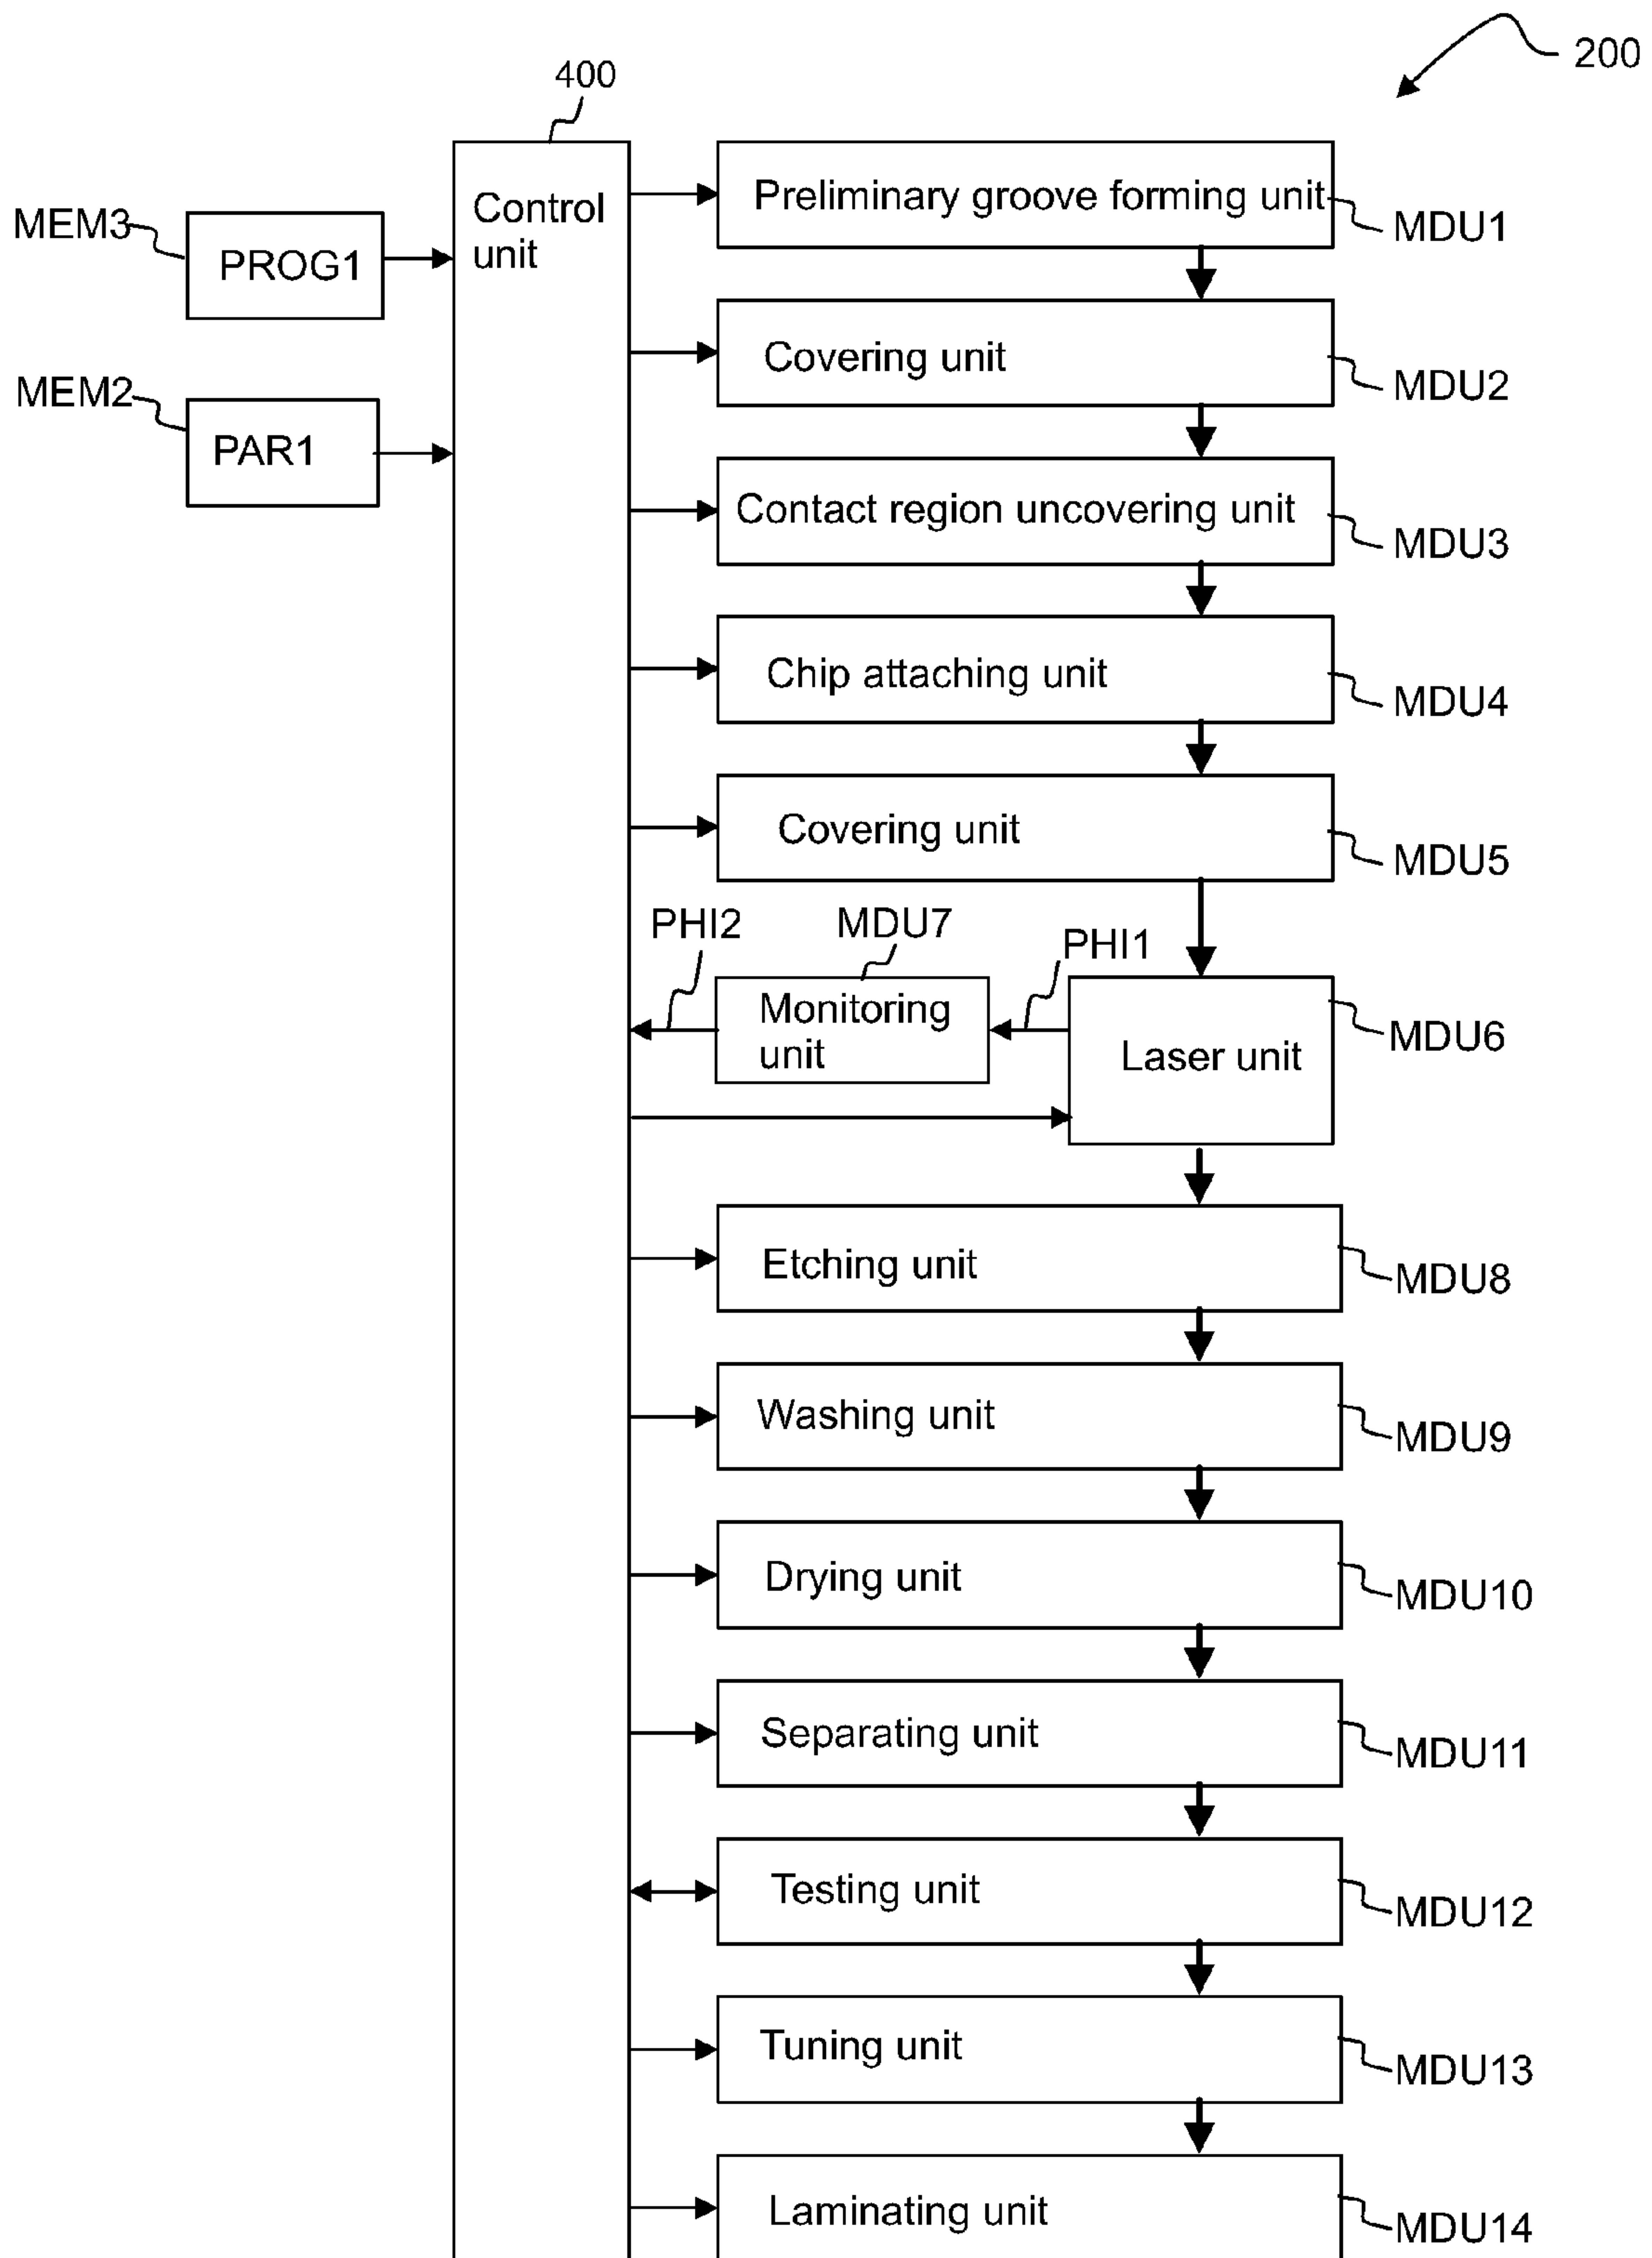 200
400
Control
unit
MEM3
PROG1
MEM2
PAR1
Preliminary groove forming unit
MDU1
Covering unit
MDU2
Contact region uncovering unit
MDU3
Chip attaching unit
MDU4
Covering unit
MDU5
PHI2
MDU7
PHI1
Monitoring
unit
Laser unit
MDU6
Etching unit
MDU8
Washing unit
MDU9
Drying unit
MDU10
Separating unit
MDU11
Testing unit
MDU12
Tuning unit
MDU13
Laminating unit
MDU14